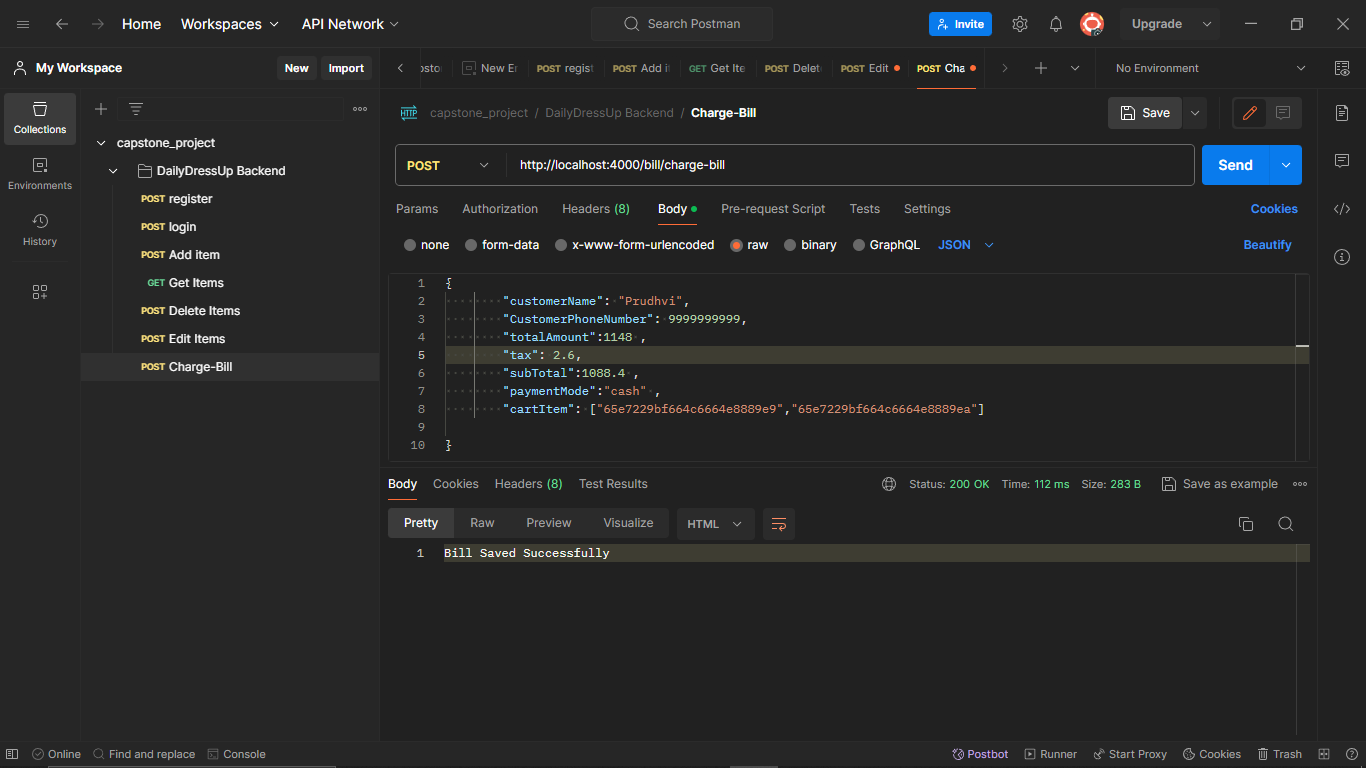 Home Workspaces API Network Search Postman Invite Upgrade
My Workspace New Import
New Er POST regist POST Add i GET Get Ite POST Delet POST Edit POST Cha No Environment
Collections
Environments
History
capstone_project
DailyDressUp Backend
POST register
POST login
POST Add item
GET Get Items
POST Delete Items
POST Edit Items
POST Charge-Bill
HTTP capstone_project / DailyDressUp Backend / Charge-Bill Save
POST http://localhost:4000/bill/charge-bill Send
Params Authorization Headers (8) Body Pre-request Script Tests Settings Cookies
none form-data x-www-form-urlencoded raw binary GraphQL JSON Beautify
1 {
2 "customerName": "Prudhvi",
3 "CustomerPhoneNumber": 9999999999,
4 "totalAmount":1148 ,
5 "tax": 2.6,
6 "subTotal":1088.4 ,
7 "paymentMode":"cash" ,
8 "cartItem": ["65e7229bf664c6664e8889e9","65e7229bf664c6664e8889ea"]
9
10 }
Body Cookies Headers (8) Test Results Status: 200 OK Time: 112 ms Size: 283 B Save as example
Pretty Raw Preview Visualize HTML
1 Bill Saved Successfully
Online Find and replace Console Postbot Runner Start Proxy Cookies Trash